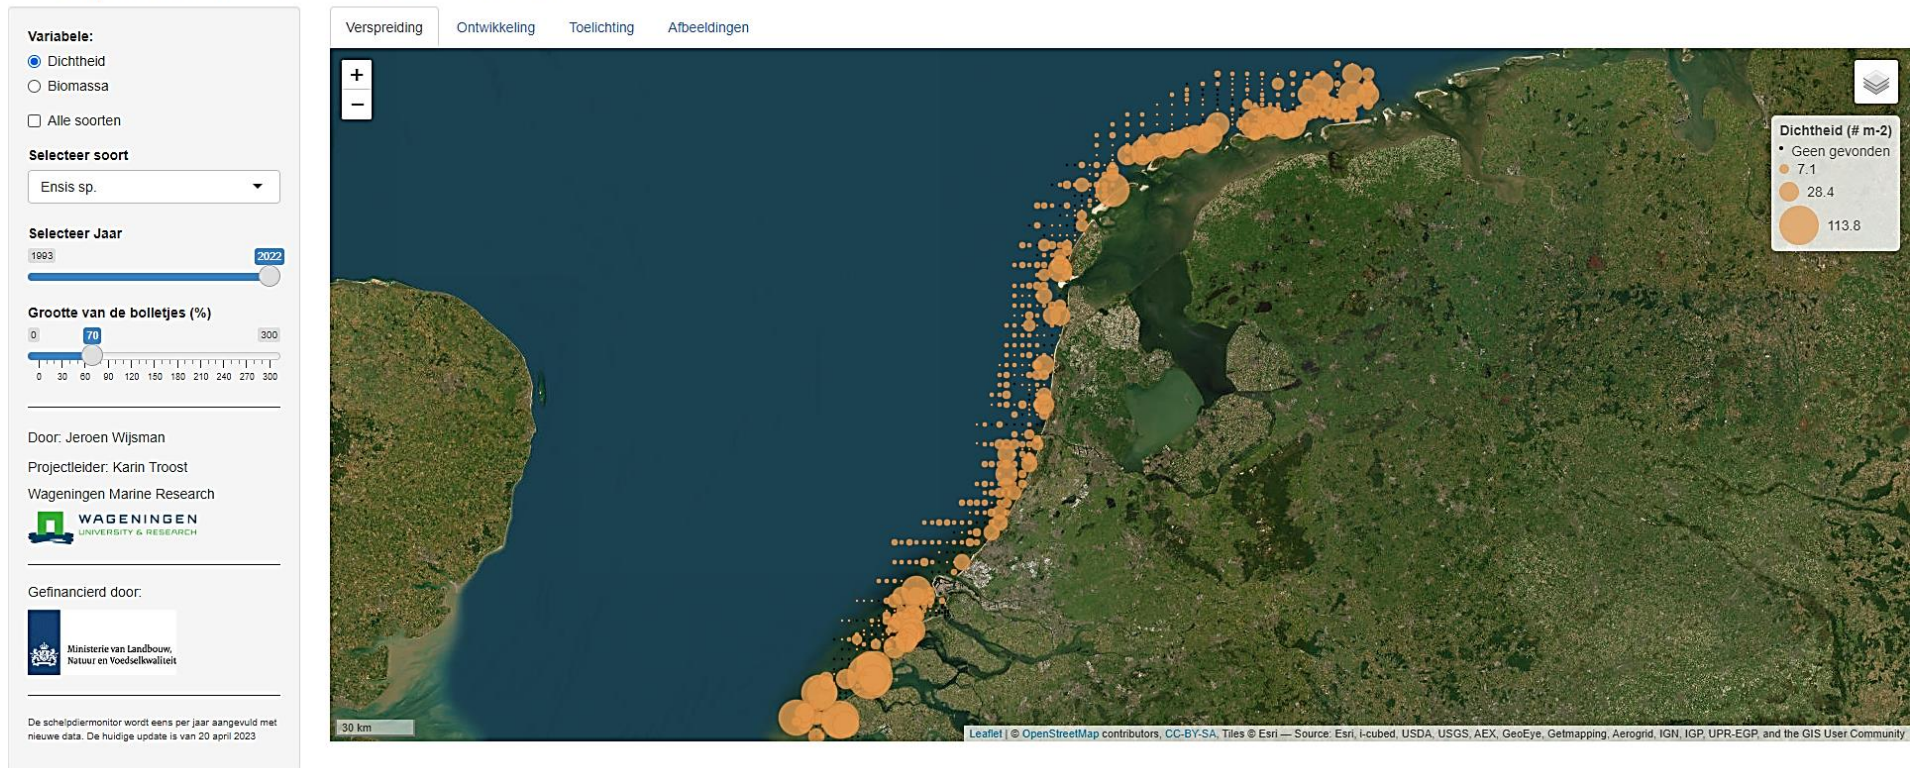 Variabele:
Dichtheid
Biomassa
Alle soorten
Selecteer soort
Ensis sp.
Selecteer Jaar
1993
2022
Grootte van de bolletjes (%)
0
70
300
0 30 60 90 120 150 180 210 240 270 300
Door: Jeroen Wijsman
Projectleider: Karin Troost
Wageningen Marine Research
WAGENINGEN
UNIVERSITY & RESEARCH
Gefinancierd door:
Ministerie van Landbouw,
Natuur en Voedselkwaliteit
De schelpdiermonitor wordt eens per jaar aangevuld met
nieuwe data. De huidige update is van 20 april 2023
Verspreiding Ontwikkeling Toelichting Afbeeldingen
+
−
Dichtheid (# m-2)
Geen gevonden
7.1
28.4
113.8
30 km
Leaflet | © OpenStreetMap contributors, CC-BY-SA, Tiles © Esri — Source: Esri, i-cubed, USDA, USGS, AEX, GeoEye, Getmapping, Aerogrid, IGN, IGP, UPR-EGP, and the GIS User Community